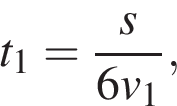 t₁ = s / 6v₁,